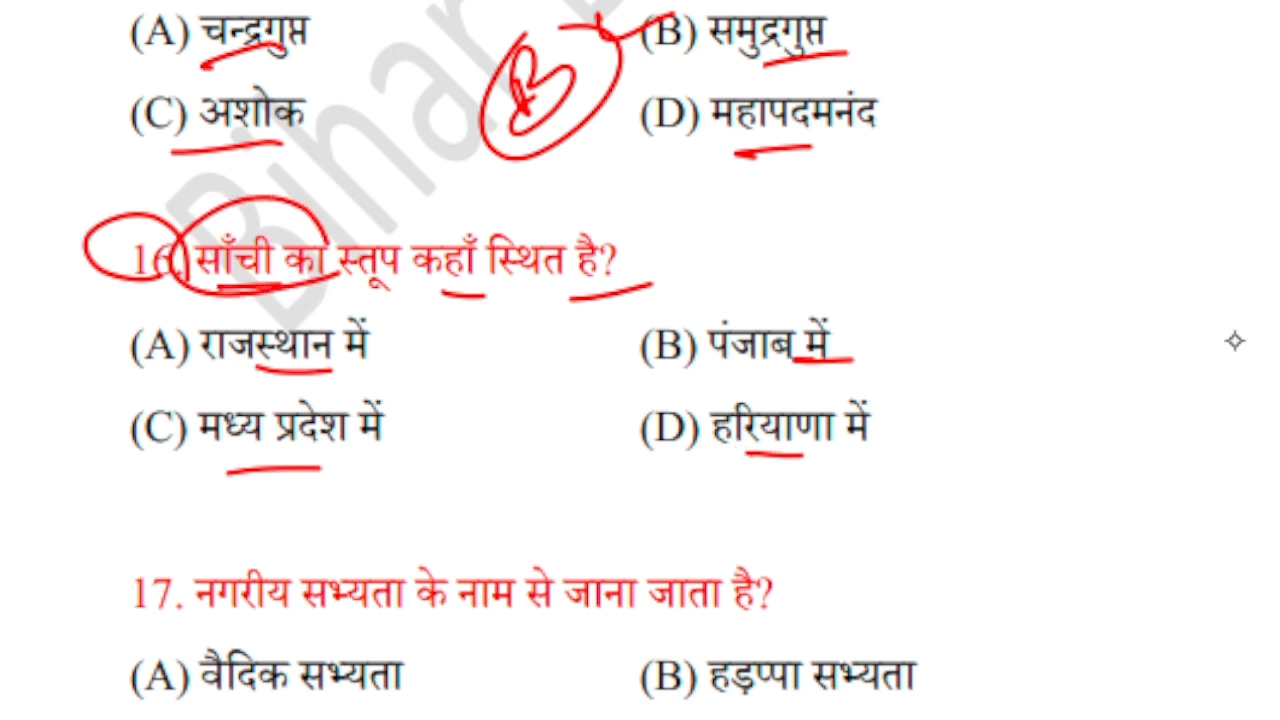 (A) चन्द्रगुप्त (B) समुद्रगुप्त
B
(C) अशोक (D) महापदमनंद
Bihar
16. साँची का स्तूप कहाँ स्थित है?
(A) राजस्थान में (B) पंजाब में
(C) मध्य प्रदेश में (D) हरियाणा में
17. नगरीय सभ्यता के नाम से जाना जाता है?
(A) वैदिक सभ्यता (B) हड़प्पा सभ्यता